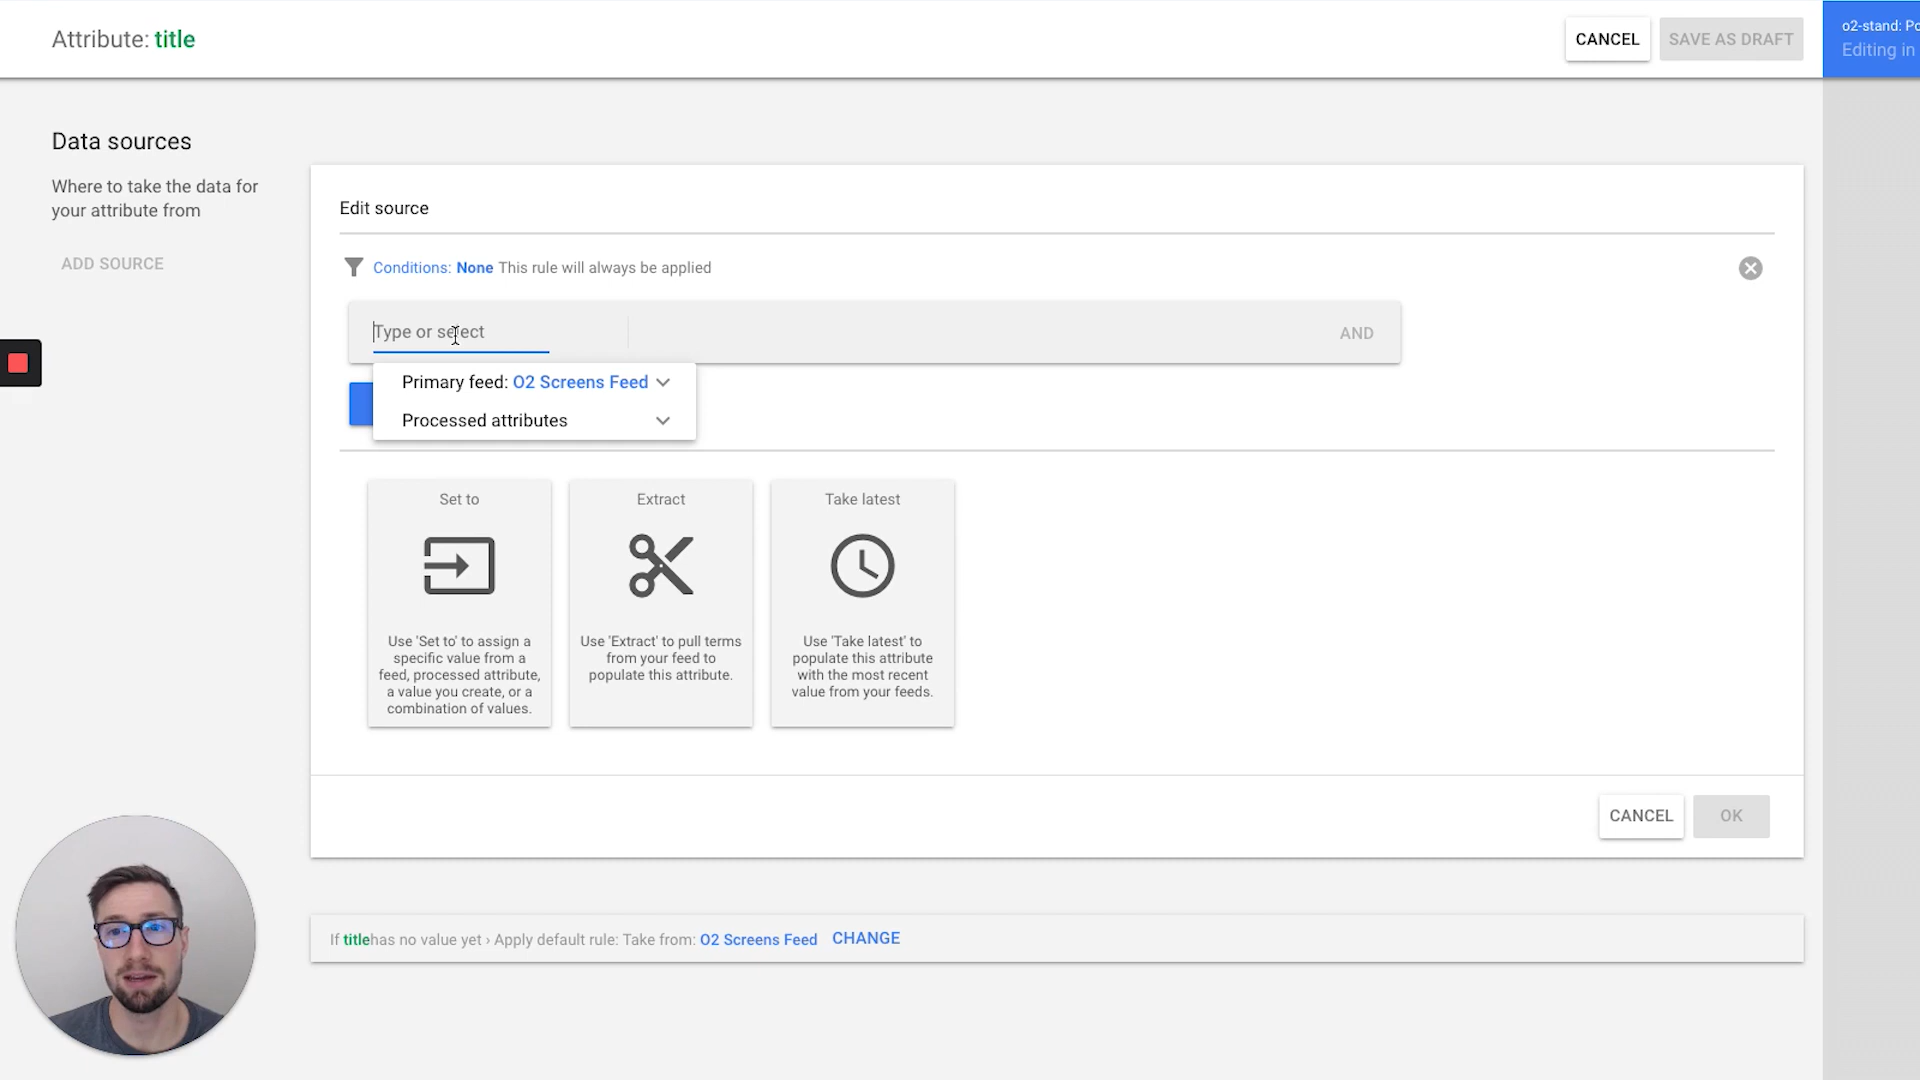 Attribute: title
CANCEL
SAVE AS DRAFT
o2-stand: Po
Editing in
Data sources
Where to take the data for
your attribute from
ADD SOURCE
Edit source
Conditions: None This rule will always be applied
Type or select
AND
Primary feed: O2 Screens Feed
Processed attributes
Set to
Use 'Set to' to assign a
specific value from a
feed, processed attribute,
a value you create, or a
combination of values.
Extract
Use 'Extract' to pull terms
from your feed to
populate this attribute.
Take latest
Use 'Take latest' to
populate this attribute
with the most recent
value from your feeds.
CANCEL
OK
If titlehas no value yet › Apply default rule: Take from: O2 Screens Feed CHANGE